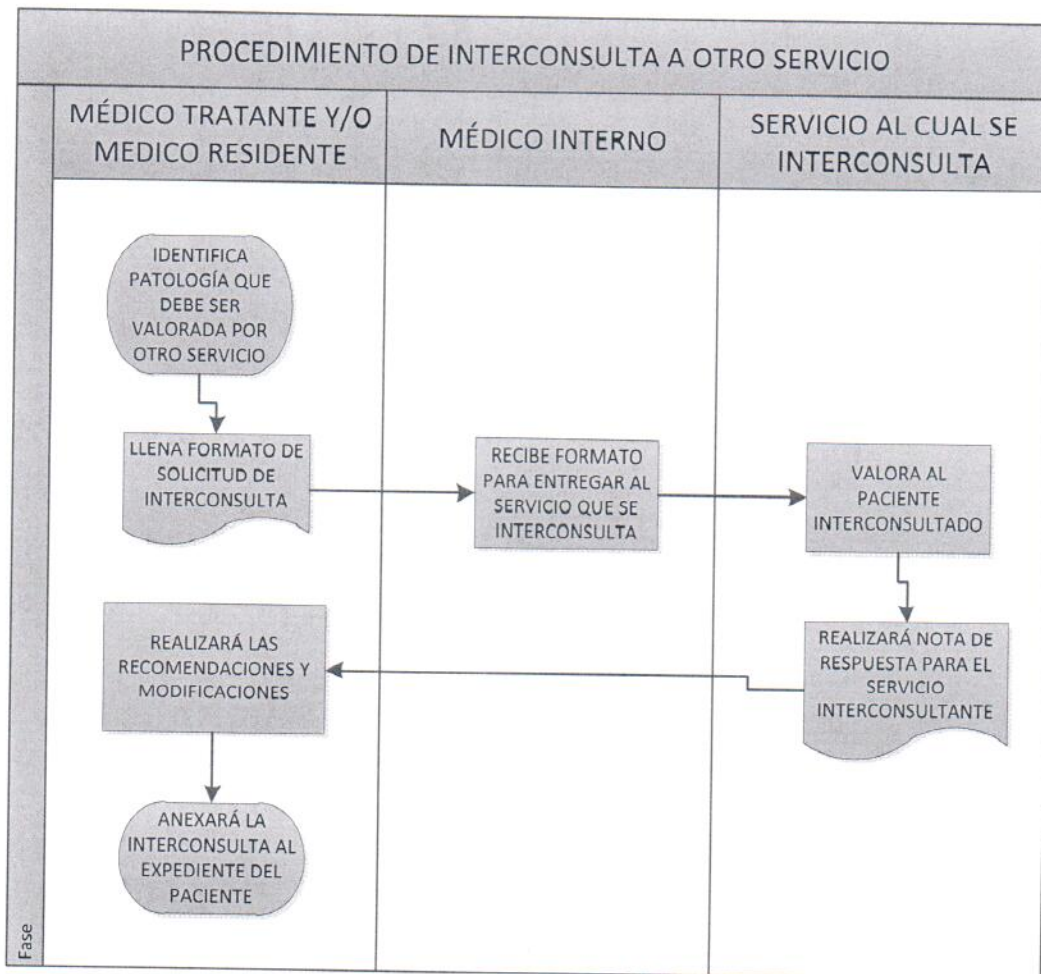 PROCEDIMIENTO DE INTERCONSULTA A OTRO SERVICIO
MÉDICO TRATANTE Y/O
MEDICO RESIDENTE
MÉDICO INTERNO
SERVICIO AL CUAL SE
INTERCONSULTA
IDENTIFICA
PATOLOGÍA QUE
DEBE SER
VALORADA POR
OTRO SERVICIO
LLENA FORMATO DE
SOLICITUD DE
INTERCONSULTA
RECIBE FORMATO
PARA ENTREGAR AL
SERVICIO QUE SE
INTERCONSULTA
VALORA AL
PACIENTE
INTERCONSULTADO
REALIZARÁ NOTA DE
RESPUESTA PARA EL
SERVICIO
INTERCONSULTANTE
REALIZARÁ LAS
RECOMENDACIONES Y
MODIFICACIONES
ANEXARÁ LA
INTERCONSULTA AL
EXPEDIENTE DEL
PACIENTE
Fase